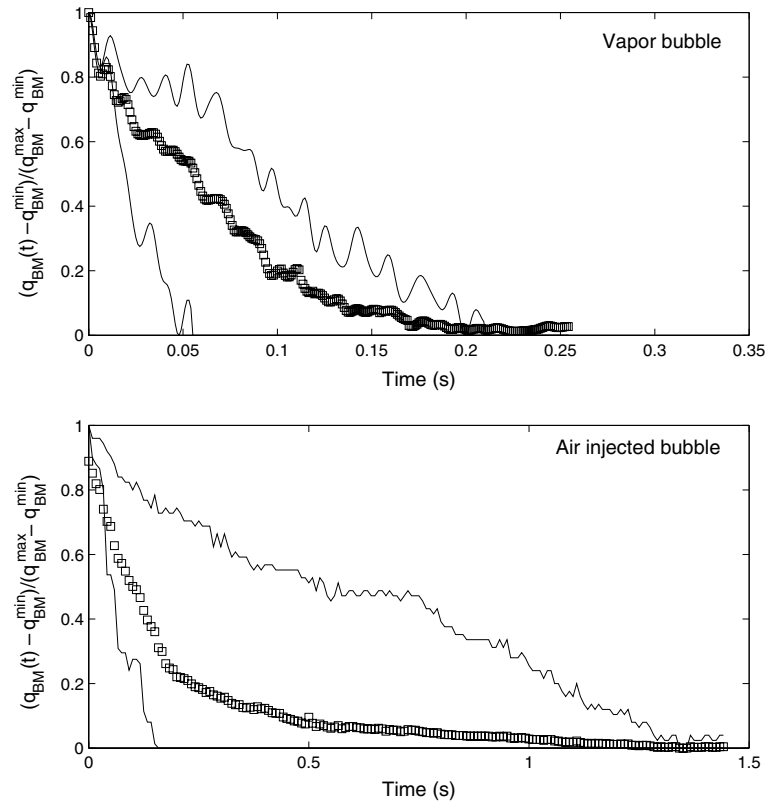 Vapor bubble
1
0.8
0.6
0.4
0.2
0
(q_BM(t) − q_BM^min)/(q_BM^max − q_BM^min)
0 0.05 0.1 0.15 0.2 0.25 0.3 0.35
Time (s)
Air injected bubble
1
0.8
0.6
0.4
0.2
0
(q_BM(t) − q_BM^min)/(q_BM^max − q_BM^min)
0 0.5 1 1.5
Time (s)